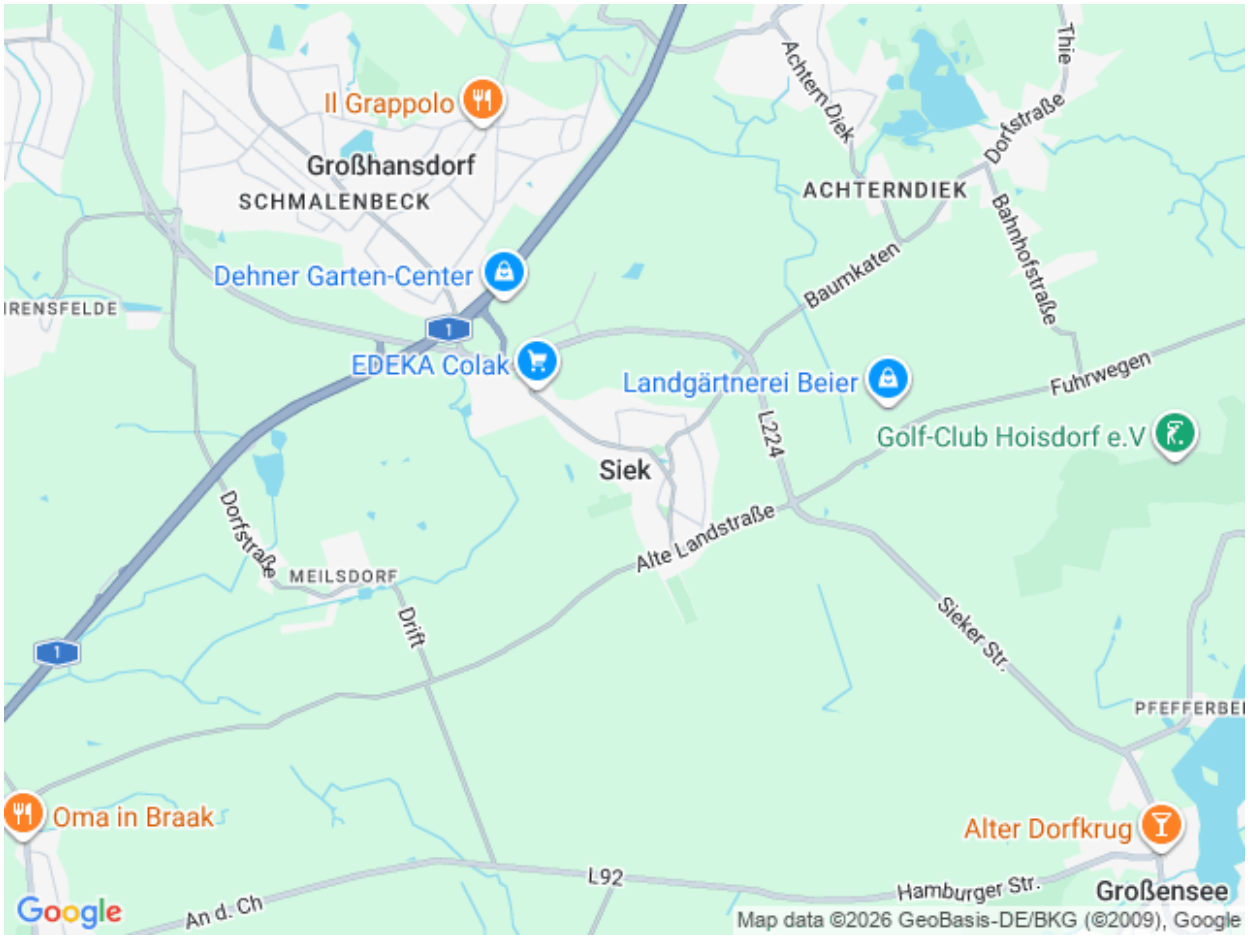 Thie
Achtern Diek
Il Grappolo
Dorfstraße
Großhansdorf
ACHTERNDIEK
SCHMALENBECK
Bahnhofstraße
Dehner Garten-Center
Baumkaten
IRENSFELDE
1
EDEKA Colak
Landgärtnerei Beier
Fuhrwegen
L224
Golf-Club Hoisdorf e.V
Siek
Dorfstraße
Alte Landstraße
MEILSDORF
Drift
Sieker Str.
1
PFEFFERBER
Oma in Braak
Alter Dorfkrug
L92
Hamburger Str.
Großensee
Google
An d. Ch
Map data ©2026 GeoBasis-DE/BKG (©2009), Google